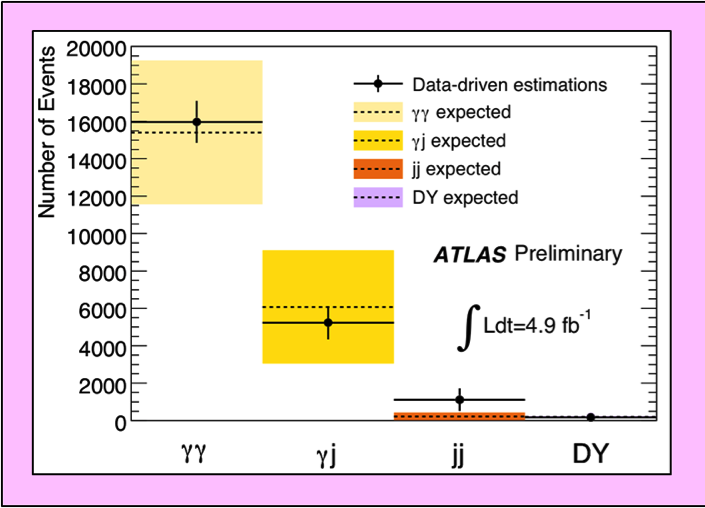 20000
18000
16000
14000
12000
10000
8000
6000
4000
2000
0
Number of Events
Data-driven estimations
γγ expected
γj expected
jj expected
DY expected
ATLAS Preliminary
∫ Ldt=4.9 fb⁻¹
γγ γj jj DY